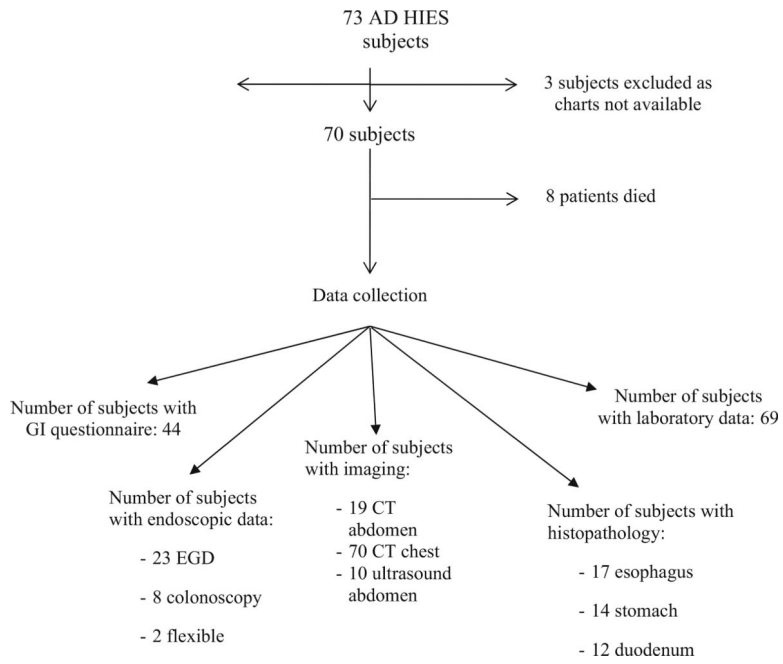 73 AD HIES
subjects
3 subjects excluded as
charts not available
70 subjects
8 patients died
Data collection
Number of subjects with
GI questionnaire: 44
Number of subjects
with endoscopic data:
- 23 EGD
- 8 colonoscopy
- 2 flexible
Number of subjects
with imaging:
- 19 CT
abdomen
- 70 CT chest
- 10 ultrasound
abdomen
Number of subjects
with laboratory data: 69
Number of subjects with
histopathology:
- 17 esophagus
- 14 stomach
- 12 duodenum